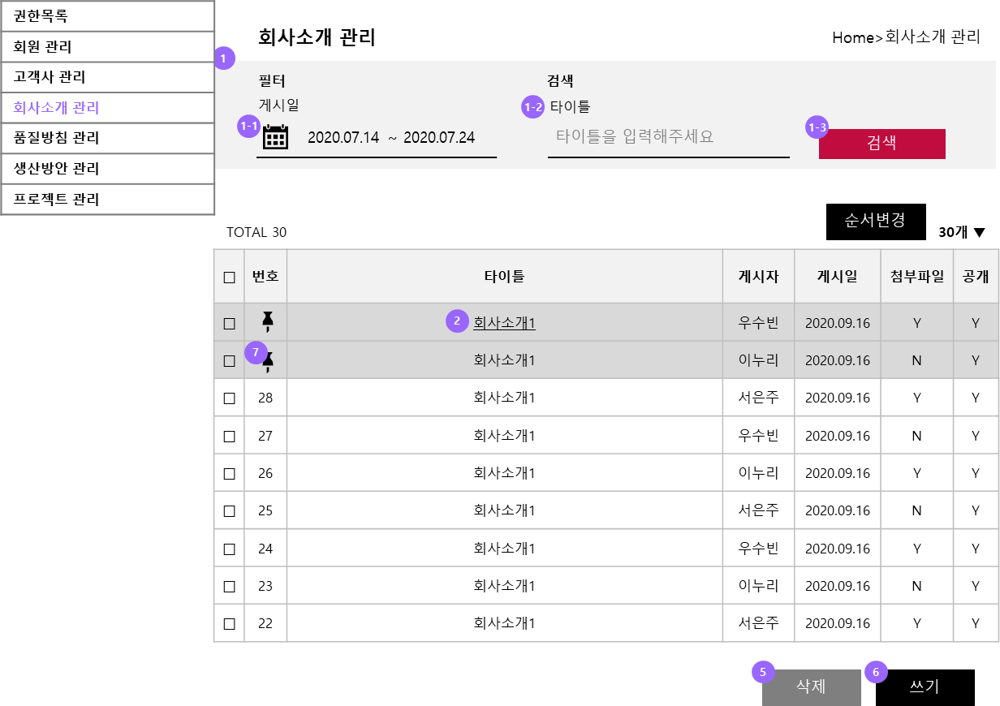 권한목록
회원 관리
고객사 관리
회사소개 관리
품질방침 관리
생산방안 관리
프로젝트 관리
회사소개 관리
Home>회사소개 관리
1
필터
검색
게시일
1-2 타이틀
1-1
2020.07.14 ~ 2020.07.24
타이틀을 입력해주세요
1-3
검색
TOTAL 30
순서변경
30개 ▼
번호 타이틀 게시자 게시일 첨부파일 공개
2 회사소개1 우수빈 2020.09.16 Y Y
7 회사소개1 이누리 2020.09.16 N Y
28 회사소개1 서은주 2020.09.16 Y Y
27 회사소개1 우수빈 2020.09.16 N Y
26 회사소개1 이누리 2020.09.16 Y Y
25 회사소개1 서은주 2020.09.16 N Y
24 회사소개1 우수빈 2020.09.16 Y Y
23 회사소개1 이누리 2020.09.16 N Y
22 회사소개1 서은주 2020.09.16 Y Y
5 삭제
6 쓰기